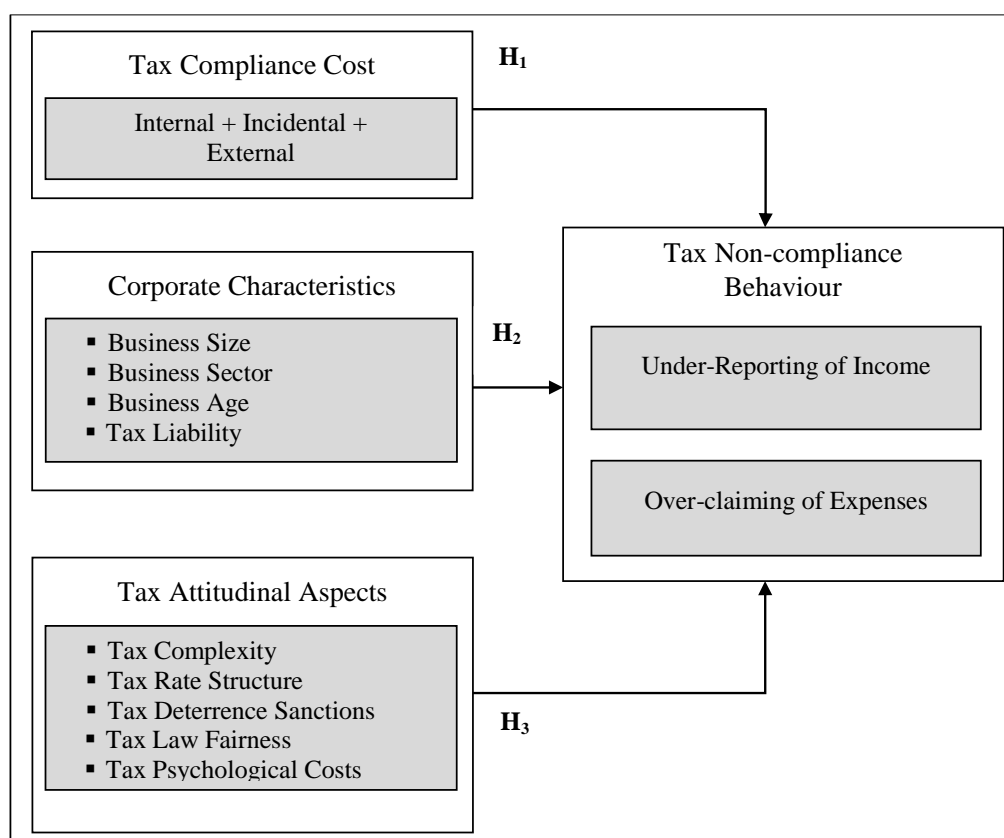 Tax Compliance Cost
Internal + Incidental +
External
H₁
Corporate Characteristics
▪ Business Size
▪ Business Sector
▪ Business Age
▪ Tax Liability
H₂
Tax Non-compliance
Behaviour
Under-Reporting of Income
Over-claiming of Expenses
Tax Attitudinal Aspects
▪ Tax Complexity
▪ Tax Rate Structure
▪ Tax Deterrence Sanctions
▪ Tax Law Fairness
▪ Tax Psychological Costs
H₃